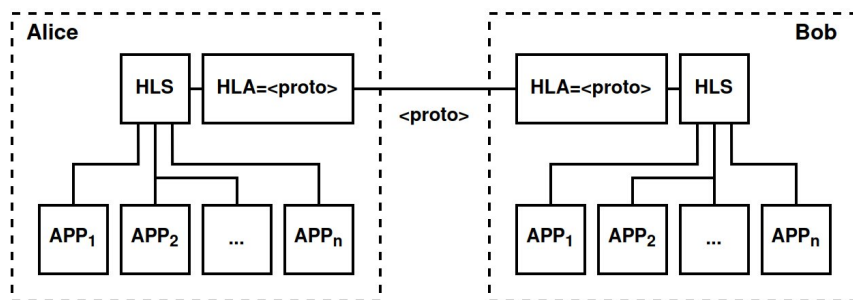 Alice
Bob
HLS
HLA=<proto>
<proto>
HLA=<proto>
HLS
APP₁
APP₂
...
APPₙ
APP₁
APP₂
...
APPₙ